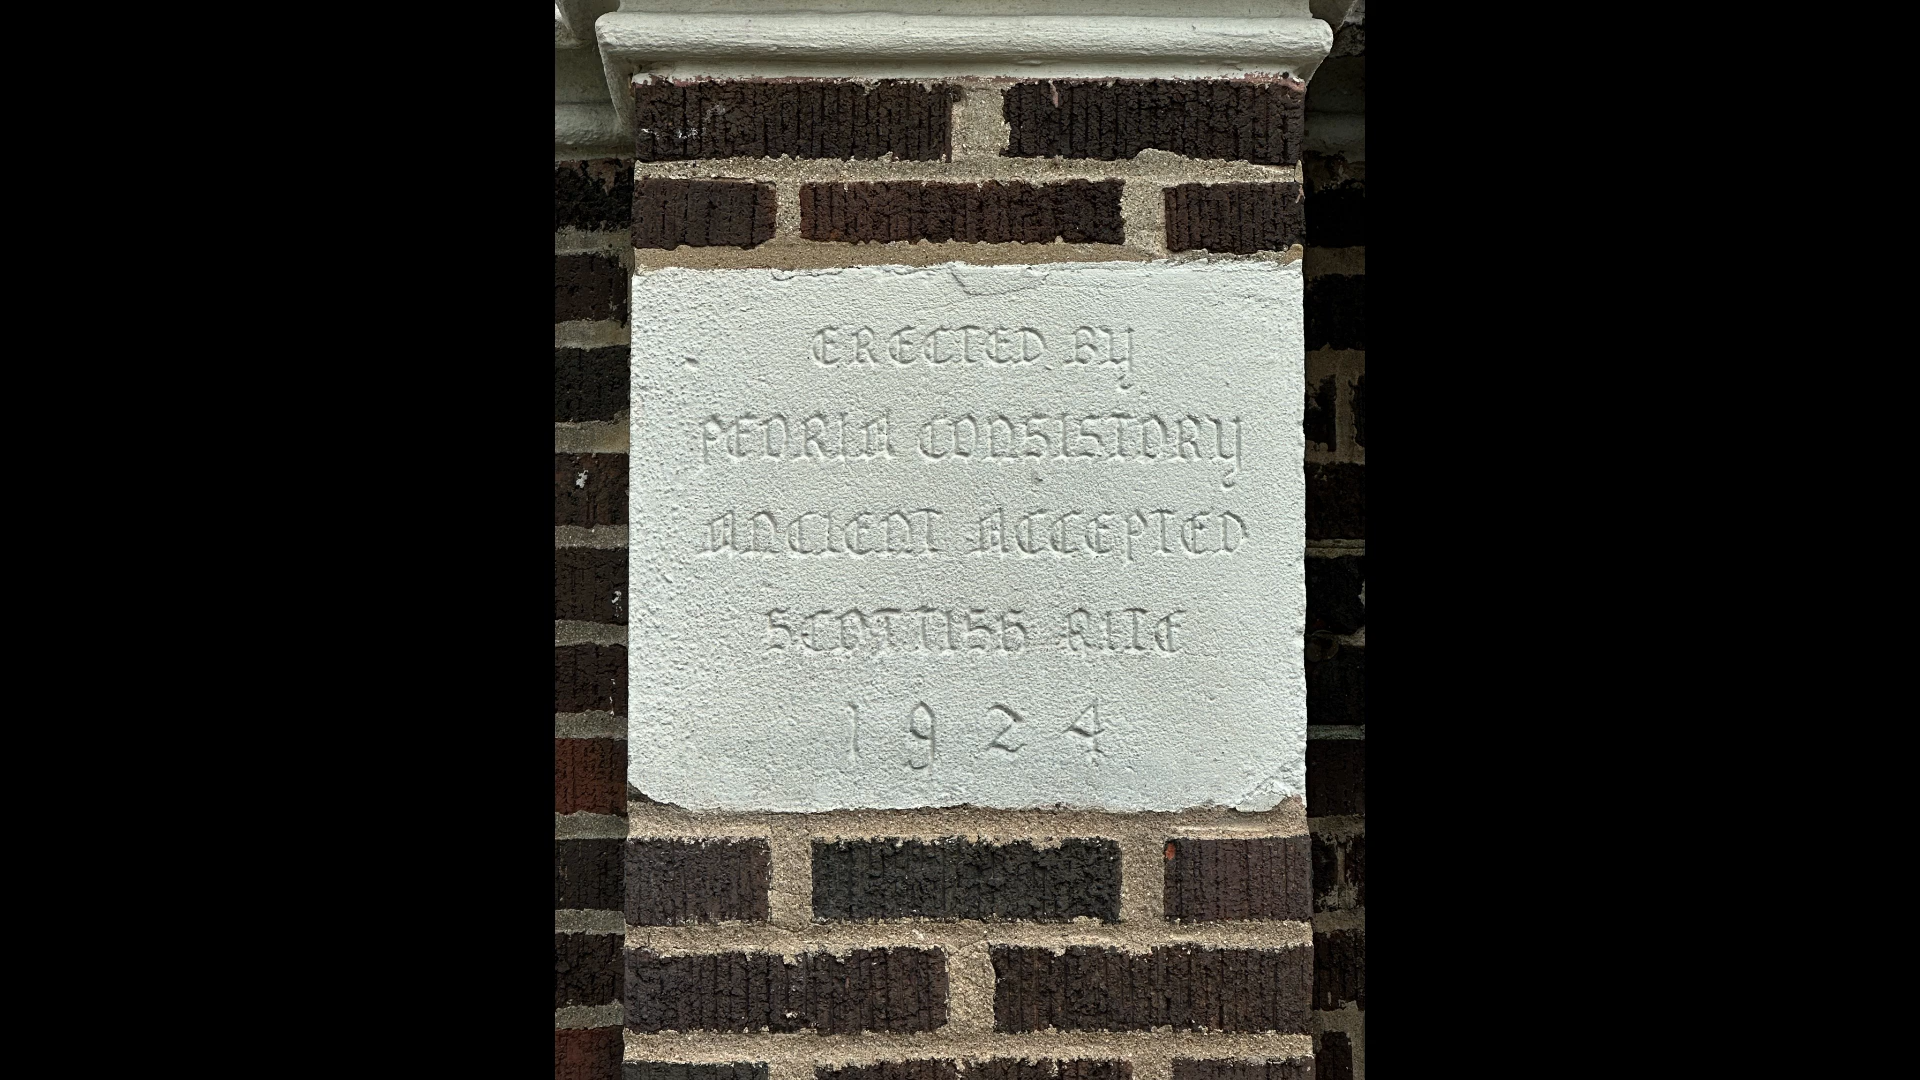 ERECTED BY
PEORIA CONSISTORY
ANCIENT ACCEPTED
SCOTTISH RITE
1924